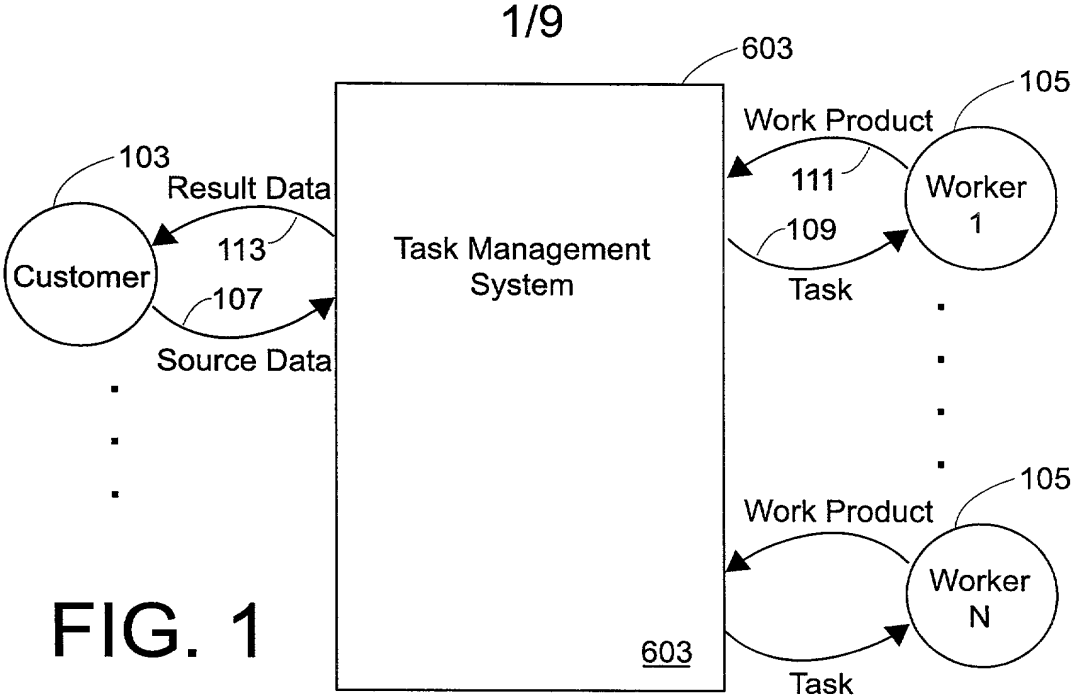 1/9
603
105
Work Product
103
111
Worker
1
Result Data
113
109
Task Management
System
Customer
Task
107
Source Data
105
Work Product
Worker
N
FIG. 1
603
Task